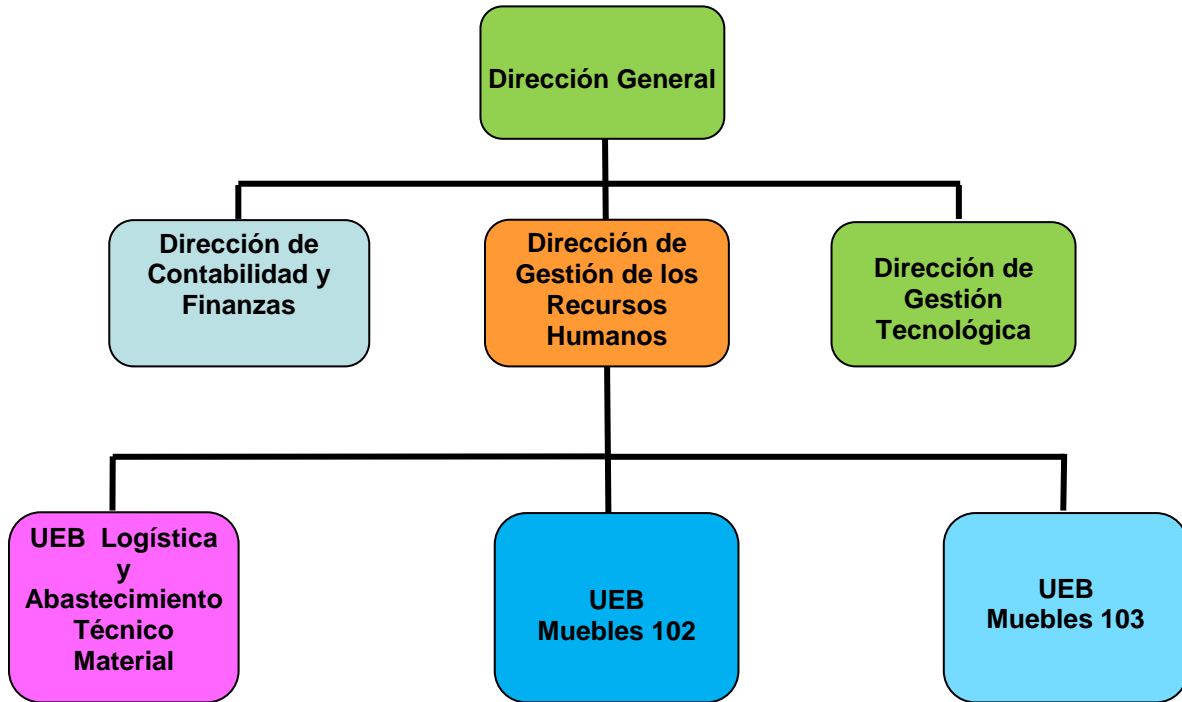 Dirección General
Dirección de
Contabilidad y
Finanzas
Dirección de
Gestión de los
Recursos
Humanos
Dirección de
Gestión
Tecnológica
UEB  Logística
y
Abastecimiento
Técnico
Material
UEB
Muebles 102
UEB
Muebles 103